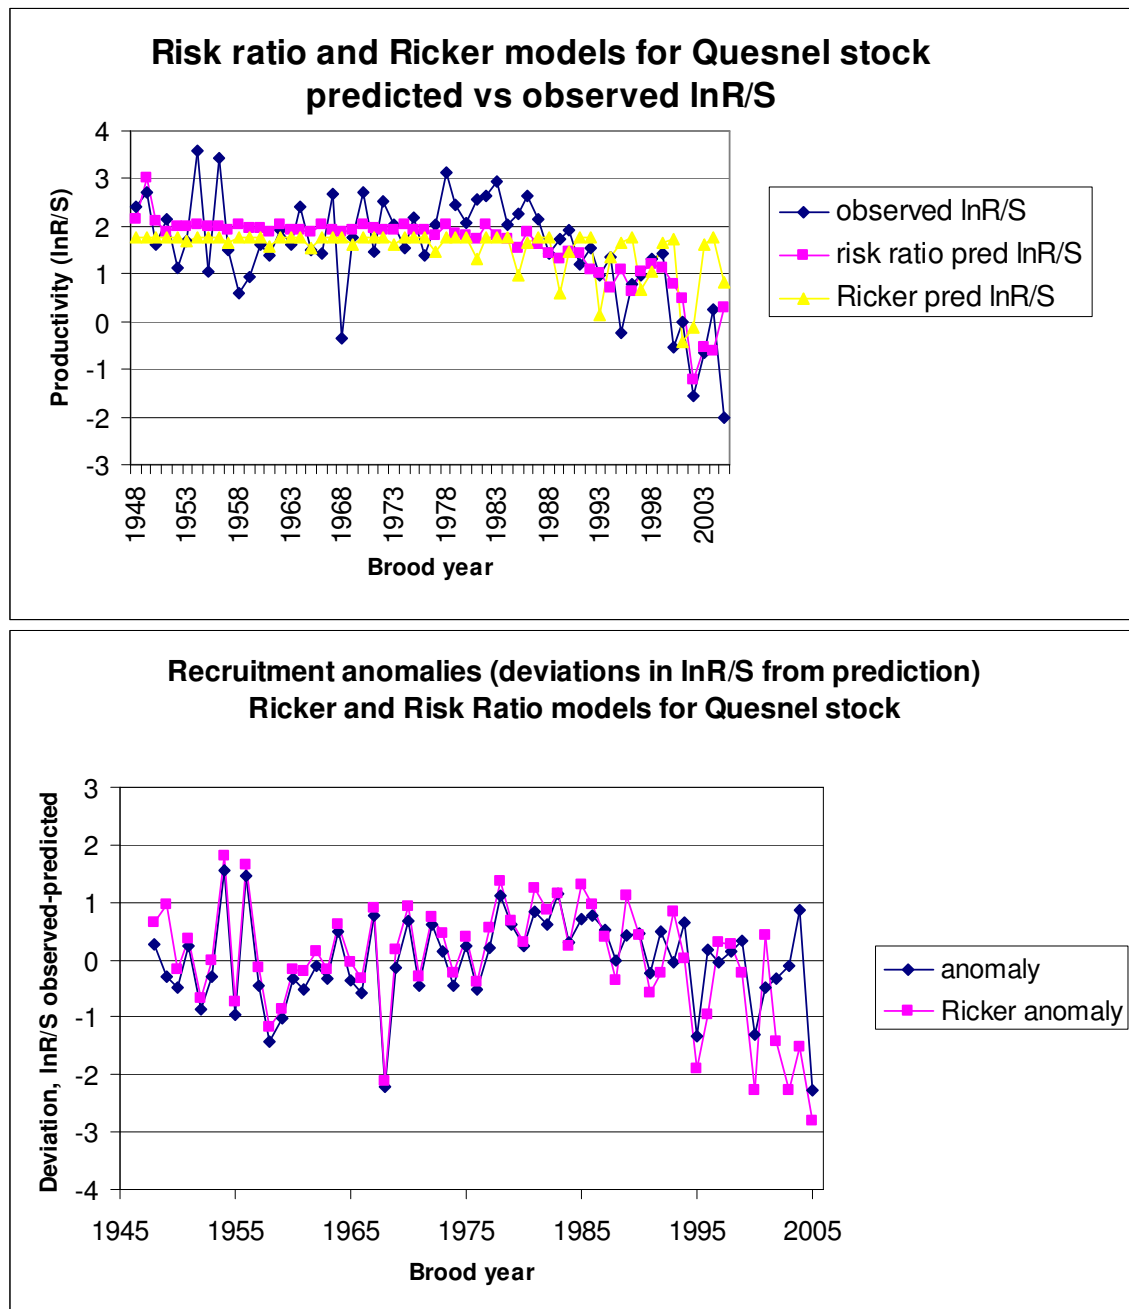 Risk ratio and Ricker models for Quesnel stock
predicted vs observed lnR/S
4
3
2
1
0
-1
-2
-3
Productivity (lnR/S)
1948
1953
1958
1963
1968
1973
1978
1983
1988
1993
1998
2003
Brood year
observed lnR/S
risk ratio pred lnR/S
Ricker pred lnR/S
Recruitment anomalies (deviations in lnR/S from prediction)
Ricker and Risk Ratio models for Quesnel stock
3
2
1
0
-1
-2
-3
-4
Deviation, lnR/S observed-predicted
1945
1955
1965
1975
1985
1995
2005
Brood year
anomaly
Ricker anomaly